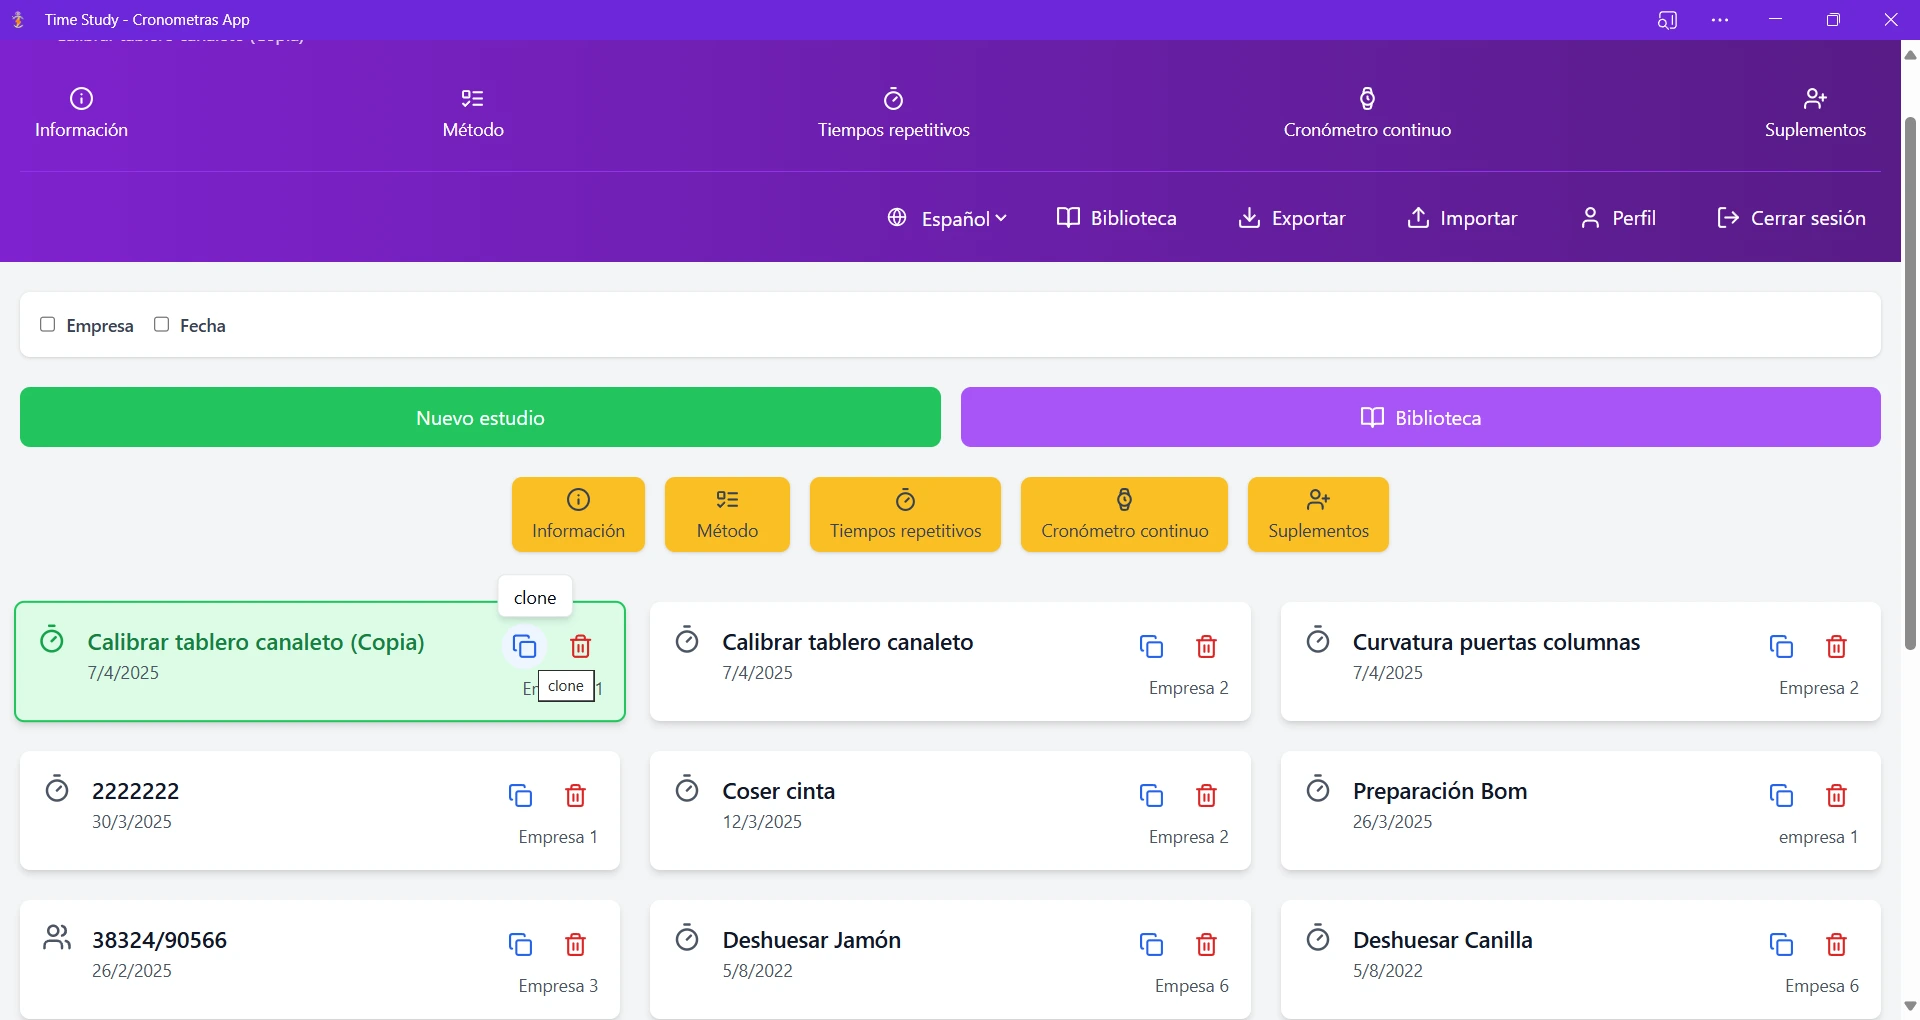 Time Study - Cronometras App
Información
Método
Tiempos repetitivos
Cronómetro continuo
Suplementos
Español
Biblioteca
Exportar
Importar
Perfil
Cerrar sesión
Empresa
Fecha
Nuevo estudio
Biblioteca
Información
Método
Tiempos repetitivos
Cronómetro continuo
Suplementos
clone
Calibrar tablero canaleto (Copia)
7/4/2025
clone
1
Calibrar tablero canaleto
7/4/2025
Empresa 2
Curvatura puertas columnas
7/4/2025
Empresa 2
2222222
30/3/2025
Empresa 1
Coser cinta
12/3/2025
Empresa 2
Preparación Bom
26/3/2025
empresa 1
38324/90566
26/2/2025
Empresa 3
Deshuesar Jamón
5/8/2022
Empesa 6
Deshuesar Canilla
5/8/2022
Empesa 6